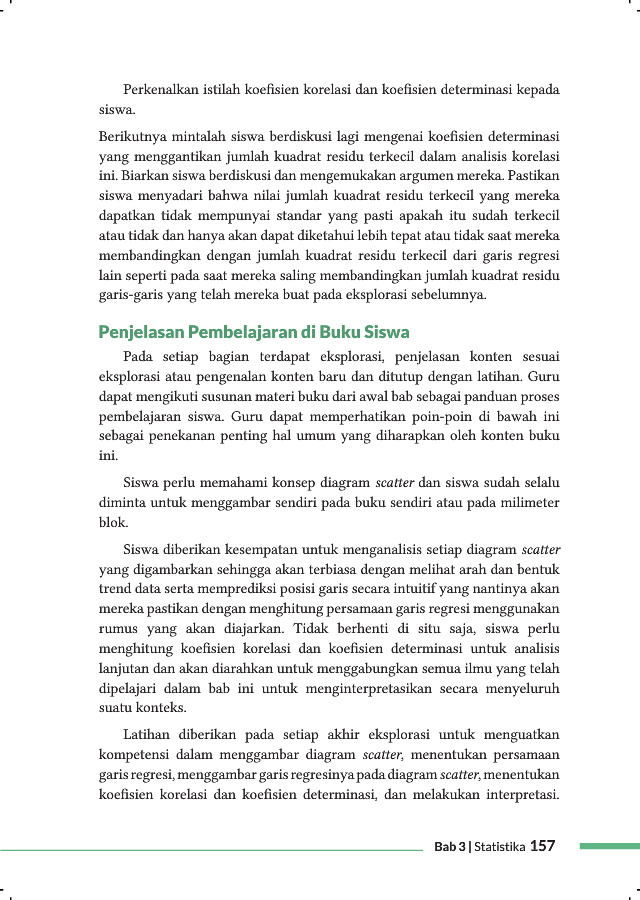 Perkenalkan istilah koefisien korelasi dan koefisien determinasi kepada
siswa.
Berikutnya mintalah siswa berdiskusi lagi mengenai koefisien determinasi
yang menggantikan jumlah kuadrat residu terkecil dalam analisis korelasi
ini. Biarkan siswa berdiskusi dan mengemukakan argumen mereka. Pastikan
siswa menyadari bahwa nilai jumlah kuadrat residu terkecil yang mereka
dapatkan tidak mempunyai standar yang pasti apakah itu sudah terkecil
atau tidak dan hanya akan dapat diketahui lebih tepat atau tidak saat mereka
membandingkan dengan jumlah kuadrat residu terkecil dari garis regresi
lain seperti pada saat mereka saling membandingkan jumlah kuadrat residu
garis-garis yang telah mereka buat pada eksplorasi sebelumnya.
Penjelasan Pembelajaran di Buku Siswa
Pada setiap bagian terdapat eksplorasi, penjelasan konten sesuai
eksplorasi atau pengenalan konten baru dan ditutup dengan latihan. Guru
dapat mengikuti susunan materi buku dari awal bab sebagai panduan proses
pembelajaran siswa. Guru dapat memperhatikan poin-poin di bawah ini
sebagai penekanan penting hal umum yang diharapkan oleh konten buku
ini.
Siswa perlu memahami konsep diagram scatter dan siswa sudah selalu
diminta untuk menggambar sendiri pada buku sendiri atau pada milimeter
blok.
Siswa diberikan kesempatan untuk menganalisis setiap diagram scatter
yang digambarkan sehingga akan terbiasa dengan melihat arah dan bentuk
trend data serta memprediksi posisi garis secara intuitif yang nantinya akan
mereka pastikan dengan menghitung persamaan garis regresi menggunakan
rumus yang akan diajarkan. Tidak berhenti di situ saja, siswa perlu
menghitung koefisien korelasi dan koefisien determinasi untuk analisis
lanjutan dan akan diarahkan untuk menggabungkan semua ilmu yang telah
dipelajari dalam bab ini untuk menginterpretasikan secara menyeluruh
suatu konteks.
Latihan diberikan pada setiap akhir eksplorasi untuk menguatkan
kompetensi dalam menggambar diagram scatter, menentukan persamaan
garis regresi, menggambar garis regresinya pada diagram scatter, menentukan
koefisien korelasi dan koefisien determinasi, dan melakukan interpretasi.
Bab 3 | Statistika 157